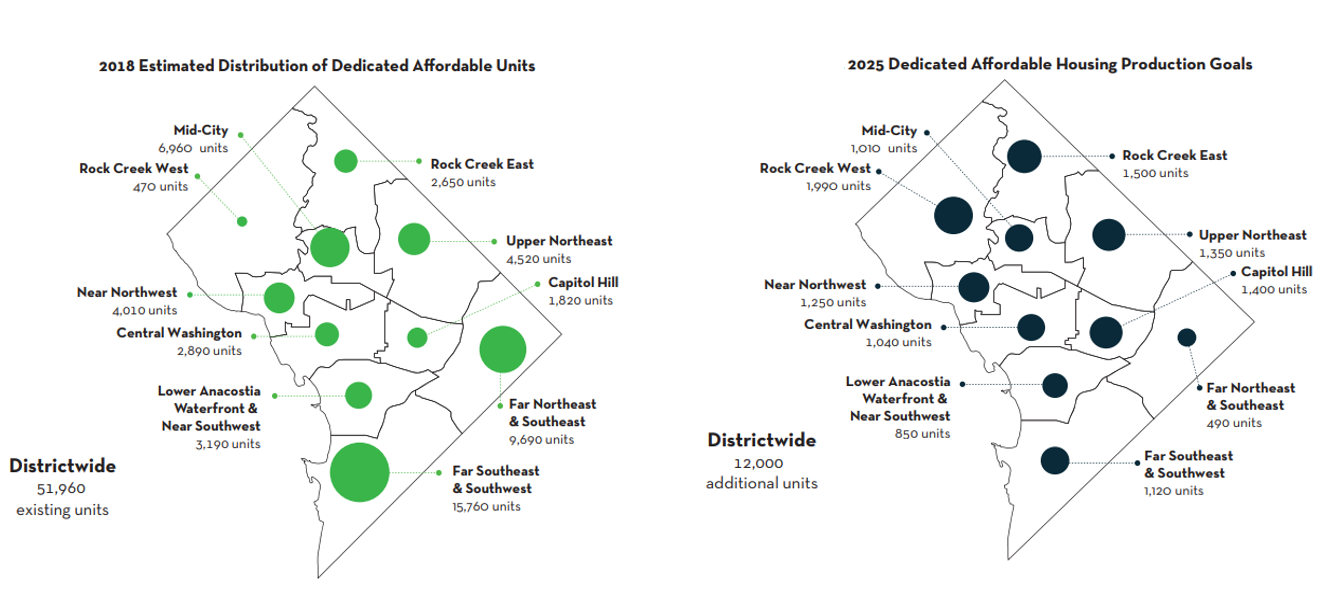 2018 Estimated Distribution of Dedicated Affordable Units
Mid-City
6,960 units
Rock Creek West
470 units
Rock Creek East
2,650 units
Upper Northeast
4,520 units
Capitol Hill
1,820 units
Near Northwest
4,010 units
Central Washington
2,890 units
Lower Anacostia
Waterfront &
Near Southwest
3,190 units
Far Northeast
& Southeast
9,690 units
Districtwide
51,960
existing units
Far Southeast
& Southwest
15,760 units
2025 Dedicated Affordable Housing Production Goals
Mid-City
1,010 units
Rock Creek West
1,990 units
Rock Creek East
1,500 units
Upper Northeast
1,350 units
Capitol Hill
1,400 units
Near Northwest
1,250 units
Central Washington
1,040 units
Lower Anacostia
Waterfront &
Near Southwest
850 units
Far Northeast
& Southeast
490 units
Districtwide
12,000
additional units
Far Southeast
& Southwest
1,120 units